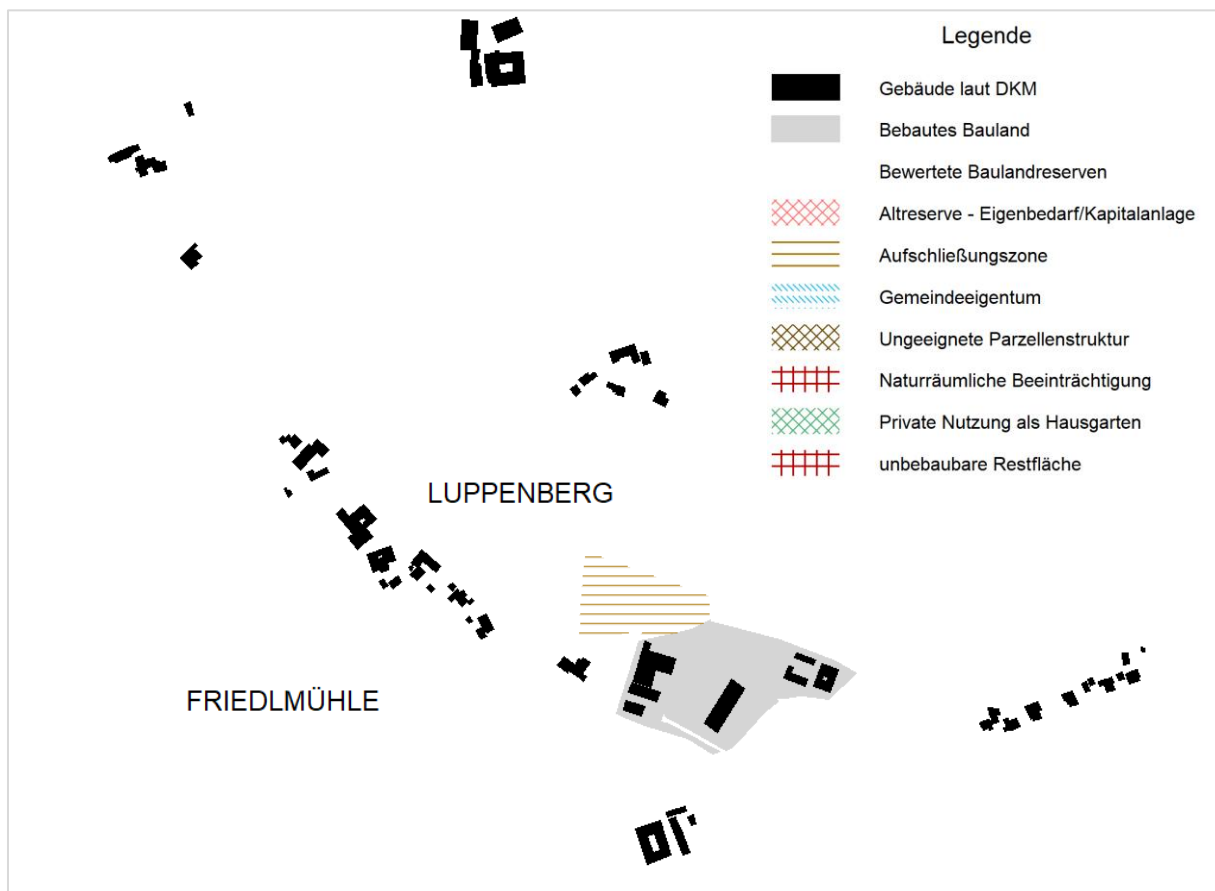 Legende
Gebäude laut DKM
Bebautes Bauland
Bewertete Baulandreserven
Altreserve - Eigenbedarf/Kapitalanlage
Aufschließungszone
Gemeindeeigentum
Ungeeignete Parzellenstruktur
Naturräumliche Beeinträchtigung
Private Nutzung als Hausgarten
unbebaubare Restfläche
LUPPENBERG
FRIEDLMÜHLE